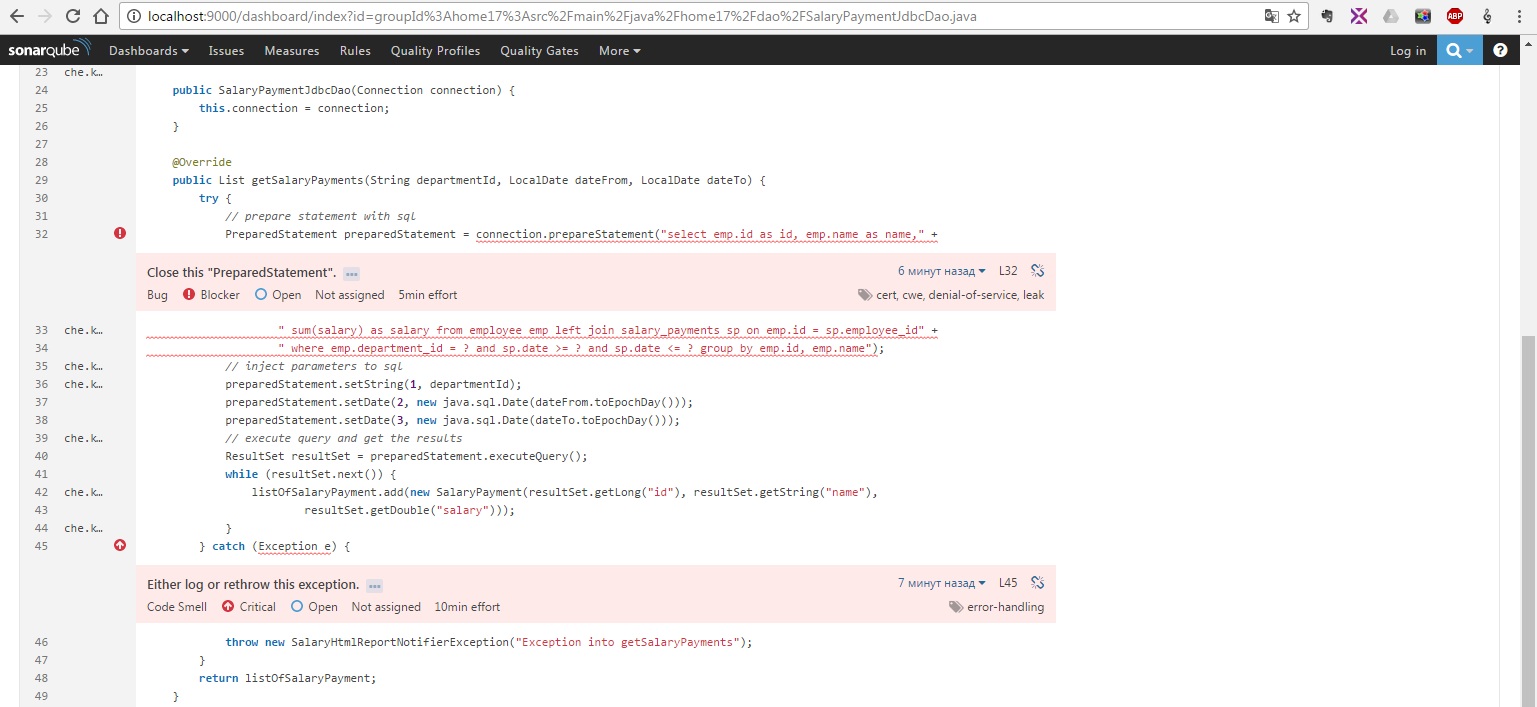 localhost:9000/dashboard/index?id=groupId%3Ahome17%3Asrc%2Fmain%2Fjava%2Fhome17%2Fdao%2FSalaryPaymentJdbcDao.java
ABP
sonarqube Dashboards Issues Measures Rules Quality Profiles Quality Gates More Log in ?
23 che.k…
24 public SalaryPaymentJdbcDao(Connection connection) {
25 this.connection = connection;
26 }
27
28 @Override
29 public List getSalaryPayments(String departmentId, LocalDate dateFrom, LocalDate dateTo) {
30 try {
31 // prepare statement with sql
32 PreparedStatement preparedStatement = connection.prepareStatement("select emp.id as id, emp.name as name," +
Close this "PreparedStatement". … 6 минут назад L32
Bug Blocker Open Not assigned 5min effort cert, cwe, denial-of-service, leak
33 che.k… " sum(salary) as salary from employee emp left join salary_payments sp on emp.id = sp.employee_id" +
34 " where emp.department_id = ? and sp.date >= ? and sp.date <= ? group by emp.id, emp.name");
35 che.k… // inject parameters to sql
36 che.k… preparedStatement.setString(1, departmentId);
37 preparedStatement.setDate(2, new java.sql.Date(dateFrom.toEpochDay()));
38 preparedStatement.setDate(3, new java.sql.Date(dateTo.toEpochDay()));
39 che.k… // execute query and get the results
40 ResultSet resultSet = preparedStatement.executeQuery();
41 while (resultSet.next()) {
42 che.k… listOfSalaryPayment.add(new SalaryPayment(resultSet.getLong("id"), resultSet.getString("name"),
43 resultSet.getDouble("salary")));
44 che.k… }
45 } catch (Exception e) {
Either log or rethrow this exception. … 7 минут назад L45
Code Smell Critical Open Not assigned 10min effort error-handling
46 throw new SalaryHtmlReportNotifierException("Exception into getSalaryPayments");
47 }
48 return listOfSalaryPayment;
49 }